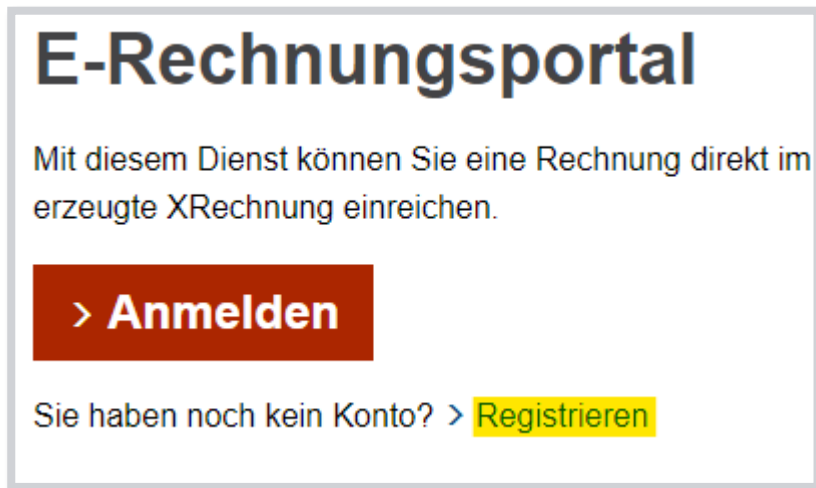 E-Rechnungsportal
Mit diesem Dienst können Sie eine Rechnung direkt im
erzeugte XRechnung einreichen.
› Anmelden
Sie haben noch kein Konto? › Registrieren